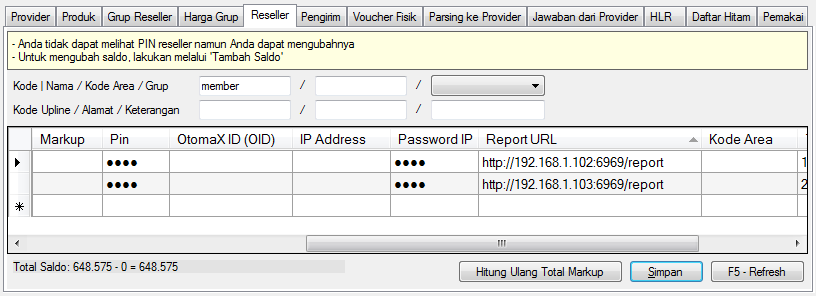 Provider Produk Grup Reseller Harga Grup Reseller Pengirim Voucher Fisik Parsing ke Provider Jawaban dari Provider HLR Daftar Hitam Pemakai
- Anda tidak dapat melihat PIN reseller namun Anda dapat mengubahnya
- Untuk mengubah saldo, lakukan melalui 'Tambah Saldo'
Kode | Nama / Kode Area / Grup member / /
Kode Upline / Alamat / Keterangan / /
Markup Pin OtomaX ID (OID) IP Address Password IP Report URL Kode Area
●●●● ●●●● http://192.168.1.102:6969/report 1
●●●● ●●●● http://192.168.1.103:6969/report 2
Total Saldo: 648.575 - 0 = 648.575
Hitung Ulang Total Markup Simpan F5 - Refresh